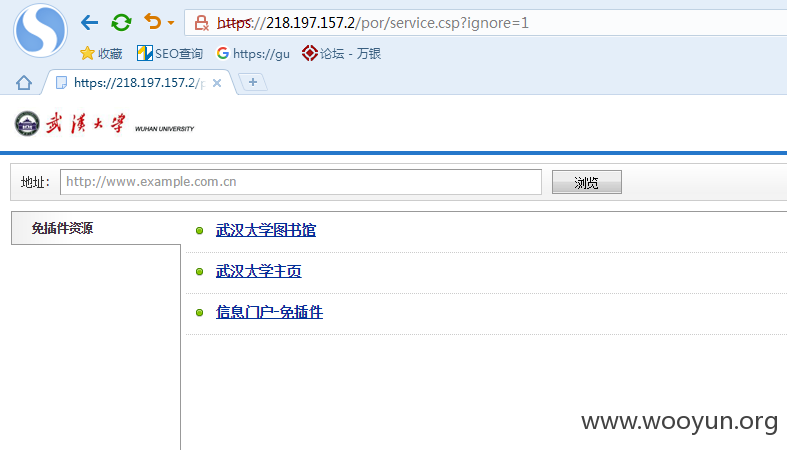 https://218.197.157.2/por/service.csp?ignore=1
收藏 SEO查询 https://gu 论坛 - 万银
https://218.197.157.2/p
武汉大学 WUHAN UNIVERSITY
地址: http://www.example.com.cn 浏览
免插件资源
武汉大学图书馆
武汉大学主页
信息门户-免插件
www.wooyun.org